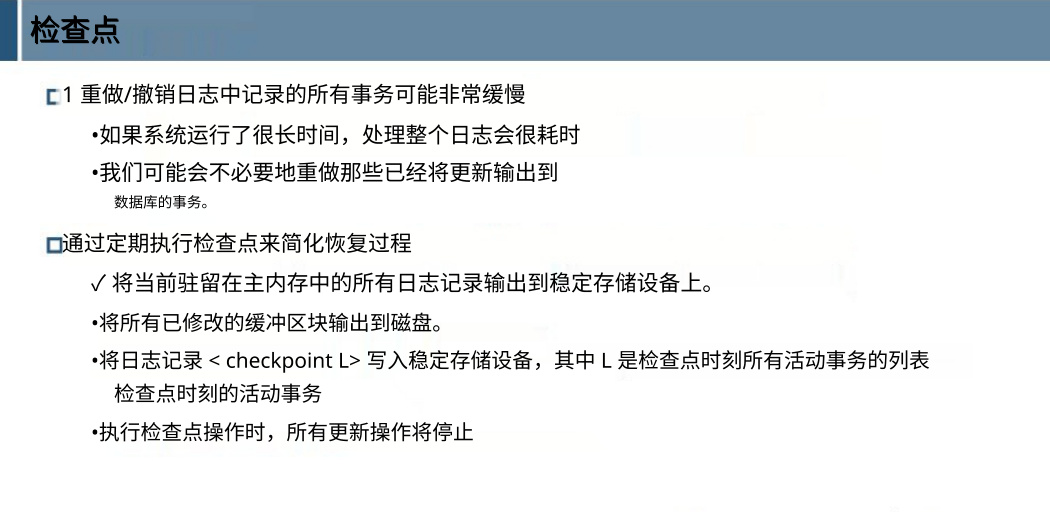 检查点
1 重做/撤销日志中记录的所有事务可能非常缓慢
•如果系统运行了很长时间，处理整个日志会很耗时
•我们可能会不必要地重做那些已经将更新输出到
数据库的事务。
通过定期执行检查点来简化恢复过程
✓ 将当前驻留在主内存中的所有日志记录输出到稳定存储设备上。
•将所有已修改的缓冲区块输出到磁盘。
•将日志记录 < checkpoint L> 写入稳定存储设备，其中 L 是检查点时刻所有活动事务的列表
检查点时刻的活动事务
•执行检查点操作时，所有更新操作将停止